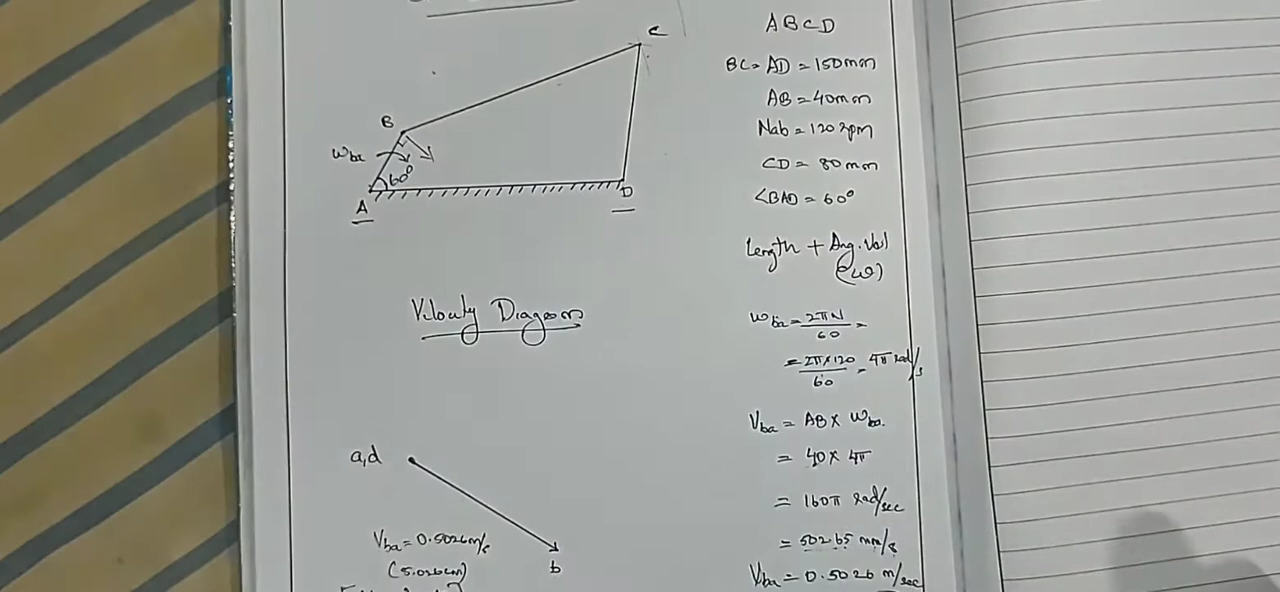 C
B
ωba
60°
A
D
ABCD
BC = AD = 150mm
AB = 40mm
Nab = 120 rpm
CD = 80 mm
∠BAD = 60°
length + Ang. Vel
(ω)
Velocity Diagram
ωba = 2πN/60 =
= 2π×120/60 = 4π rad/s
Vba = AB × ωba.
= 40 × 4π
= 160π rad/sec
= 502.65 mm/s
Vba = 0.5026 m/sec
a,d
b
Vba = 0.5026m/s
(5.026cm)